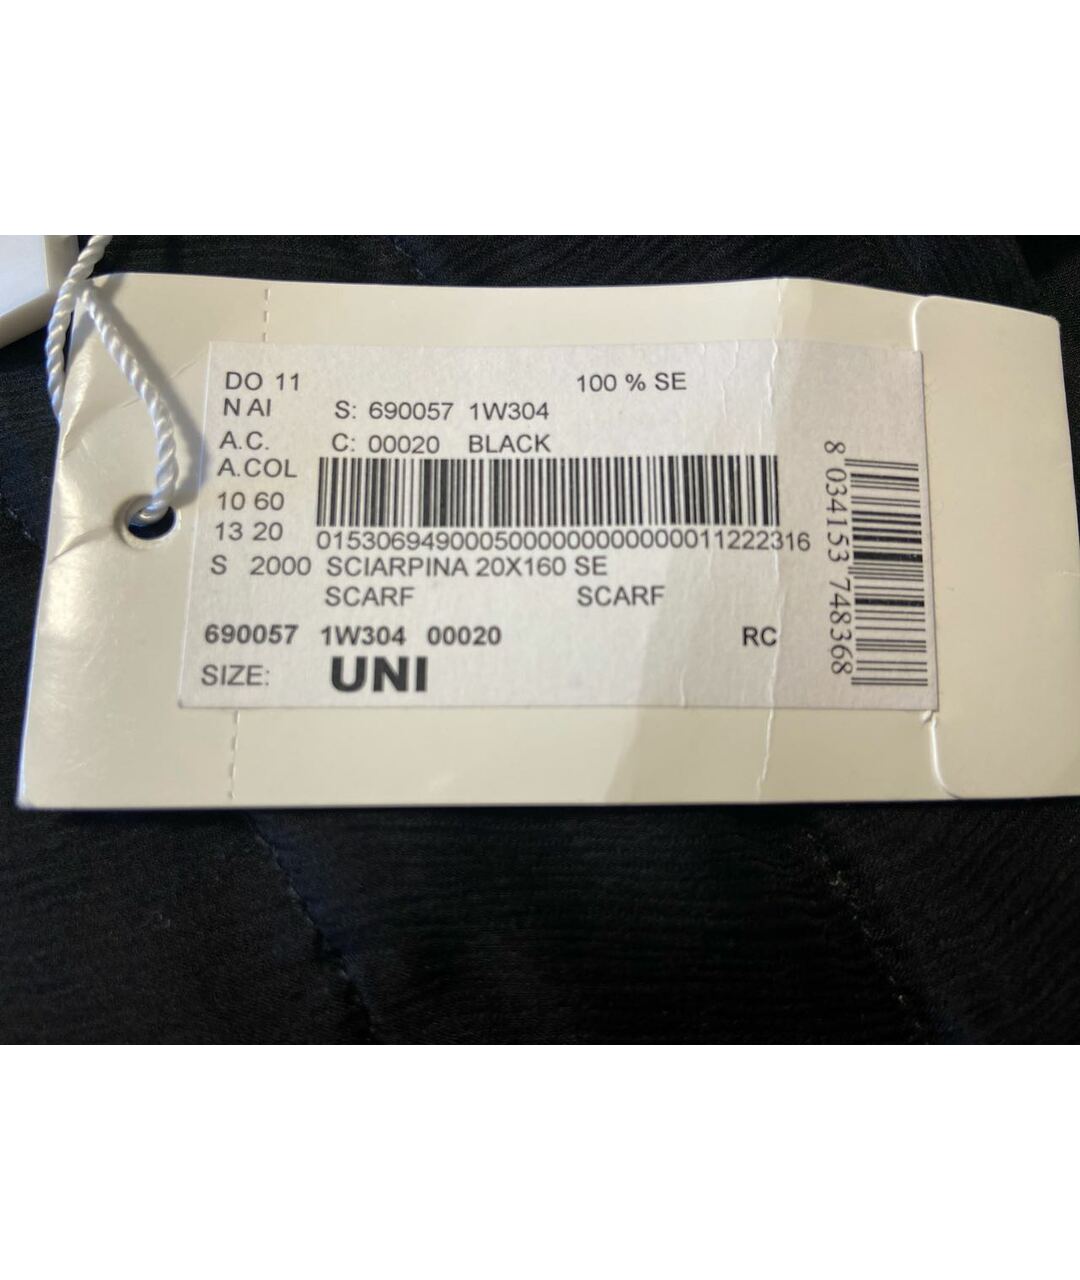 DO 11 100 % SE
N AI S: 690057 1W304
A.C. C: 00020 BLACK
A.COL
10 60
13 20 01530694900050000000000000011222316
S 2000 SCIARPINA 20X160 SE
SCARF SCARF
690057 1W304 00020 RC
SIZE: UNI
8 034153 748368